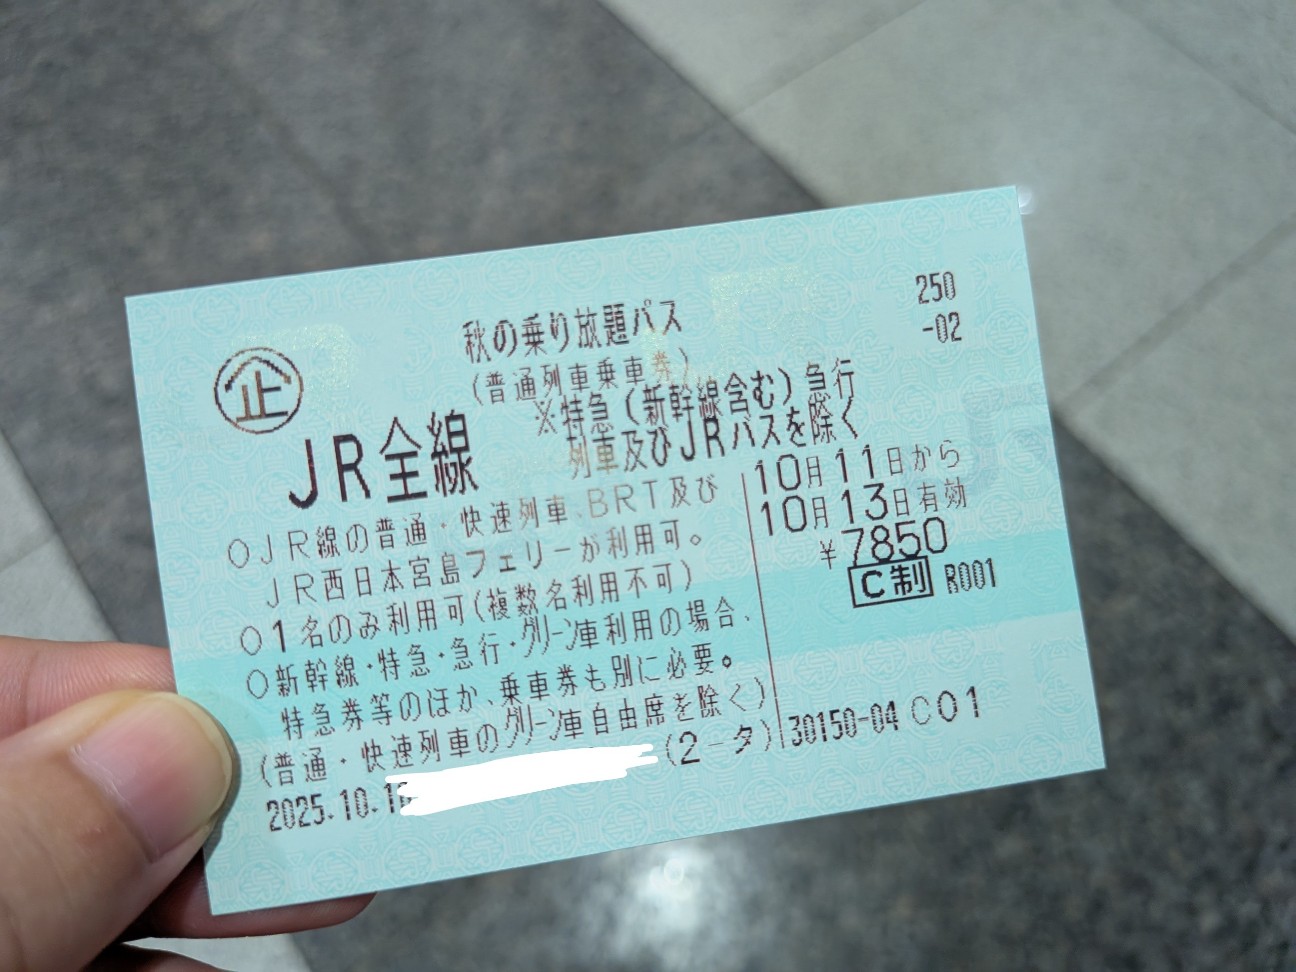 秋の乗り放題パス
250
-02
(普通列車乗車券)
企
※特急(新幹線含む)急行
列車及びJRバスを除く
JR全線
10月11日から
10月13日有効
¥7850
C制 R001
○JR線の普通・快速列車、BRT及び
JR西日本宮島フェリーが利用可。
○1名のみ利用可(複数名利用不可)
○新幹線・特急・急行・グリーン車利用の場合、
特急券等のほか、乗車券も別に必要。
(普通・快速列車のグリーン車自由席を除く)
2025.10.1
(2-タ)
30150-04 C01